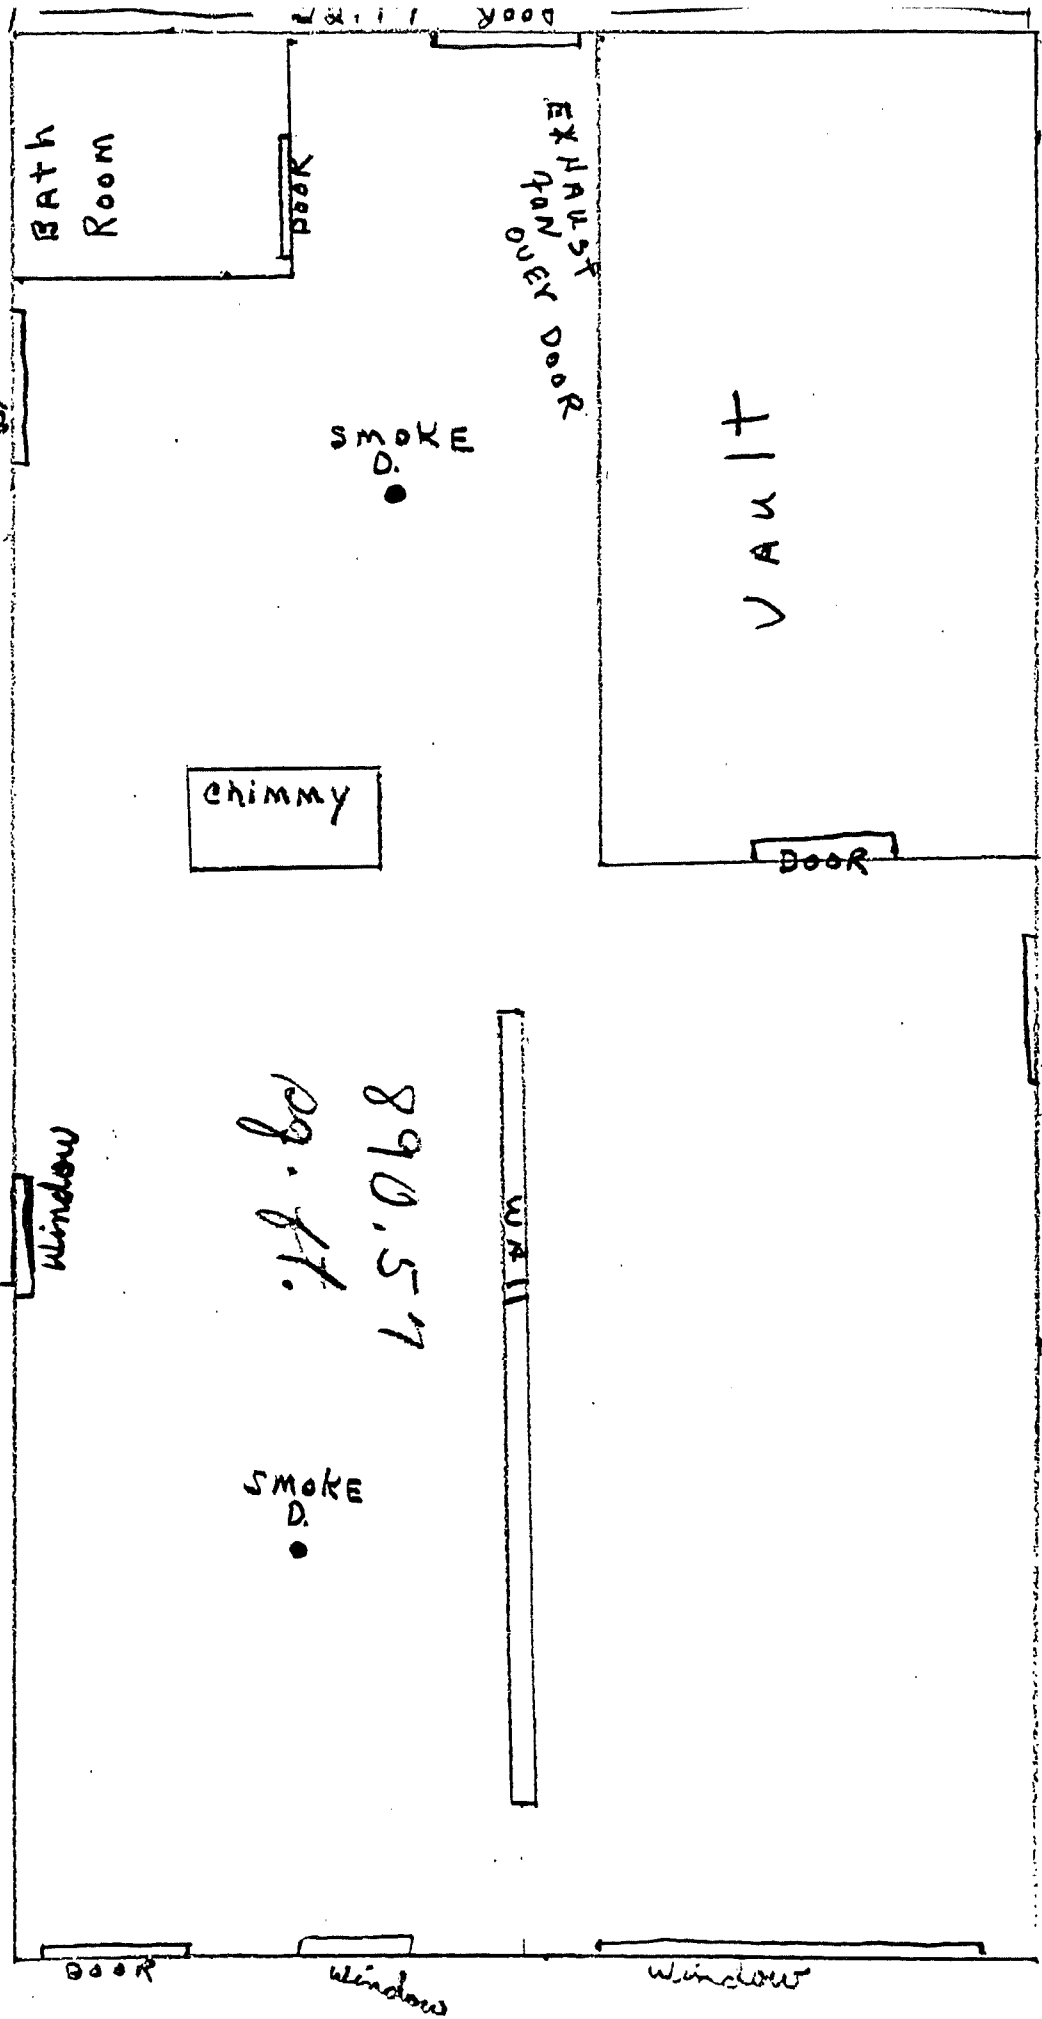 DOOR
BAth
Room
DOOR
EXHAUST
FAN
OVER DOOR
SMOKE
D.
VAult
chimmy
DOOR
890.57
sq. ft.
Window
WAll
SMOKE
D.
DOOR
Window
Window